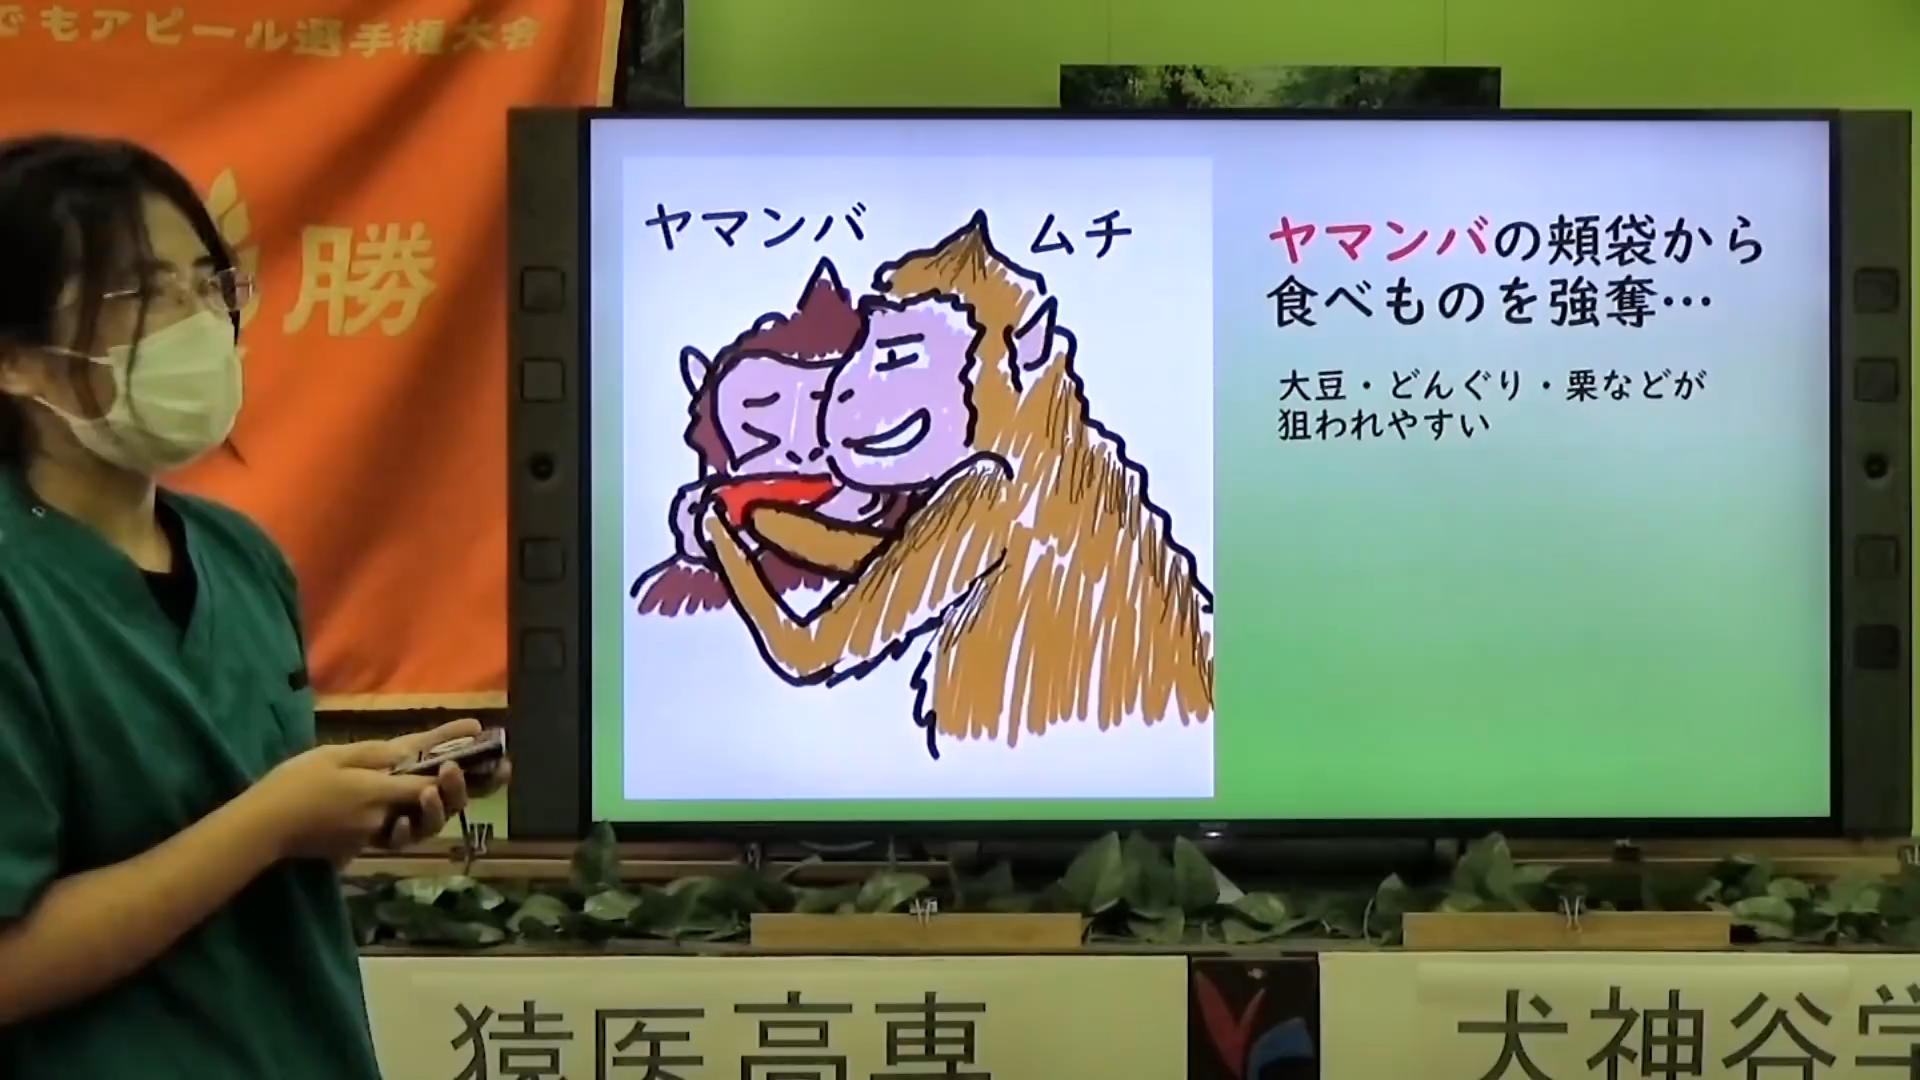 でもアピール選手権大会
勝
ヤマンバ
ムチ
ヤマンバの頬袋から
食べものを強奪…
大豆・どんぐり・栗などが
狙われやすい
猿医高専
犬神谷学